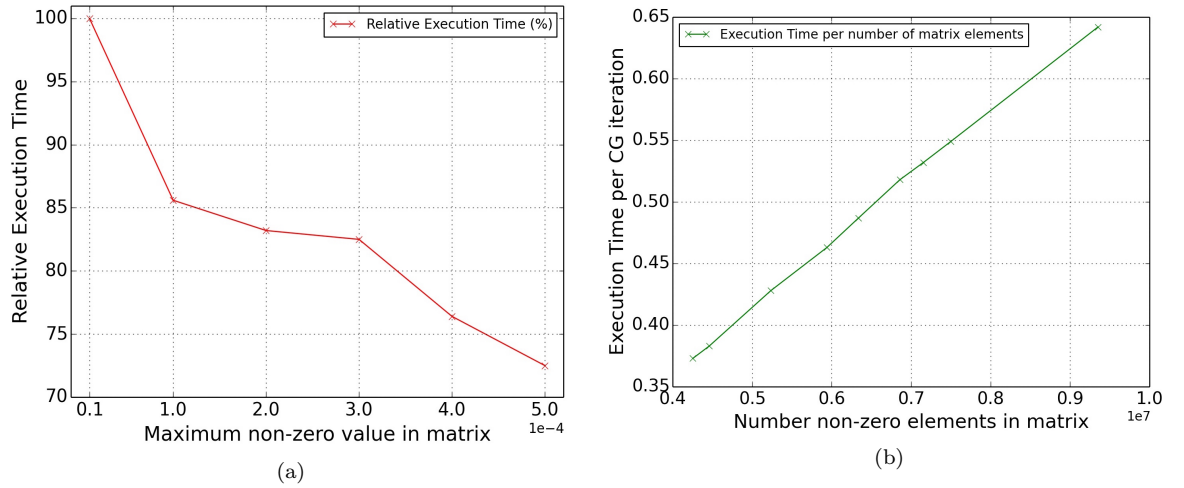 Relative Execution Time (%)
100
95
90
85
80
75
70
Relative Execution Time
0.1 1.0 2.0 3.0 4.0 5.0
1e−4
Maximum non-zero value in matrix
(a)
Execution Time per number of matrix elements
0.65
0.60
0.55
0.50
0.45
0.40
0.35
Execution Time per CG iteration
0.4 0.5 0.6 0.7 0.8 0.9 1.0
1e7
Number non-zero elements in matrix
(b)